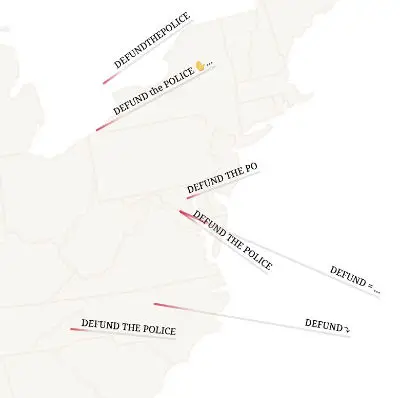 DEFUNDTHEPOLICE
DEFUND the POLICE ✋...
DEFUND THE PO
DEFUND THE POLICE
DEFUND = ...
DEFUND⤵
DEFUND THE POLICE